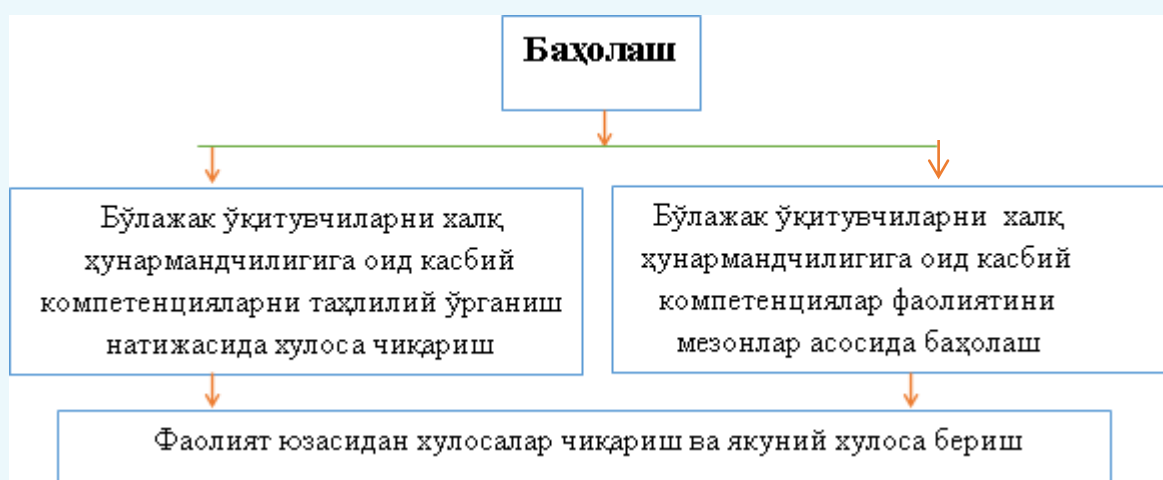 Баҳолаш
Бўлажак ўқитувчиларни халқ
ҳунармандчилигига оид касбий
компетенцияларни таҳлилий ўрганиш
натижасида хулоса чиқариш
Бўлажак ўқитувчиларни халқ
ҳунармандчилигига оид касбий
компетенциялар фаолиятини
мезонлар асосида баҳолаш
Фаолият юзасидан хулосалар чиқариш ва якуний хулоса бериш